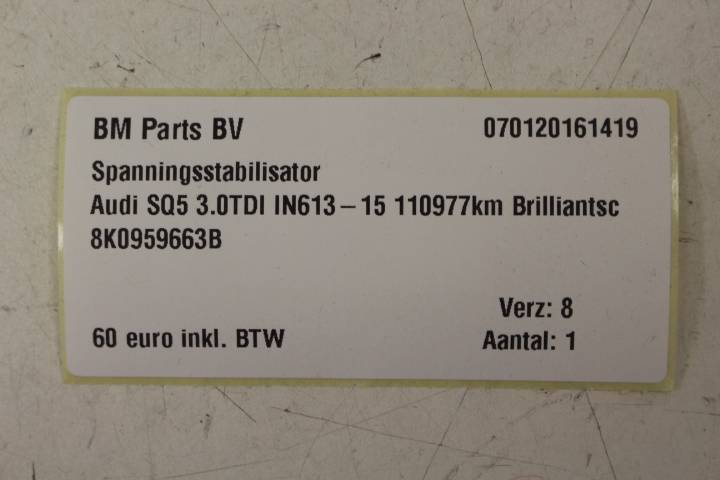 BM Parts BV 070120161419
Spanningsstabilisator
Audi SQ5 3.0TDI IN613-15 110977km Brilliantsc
8K0959663B
Verz: 8
60 euro inkl. BTW Aantal: 1